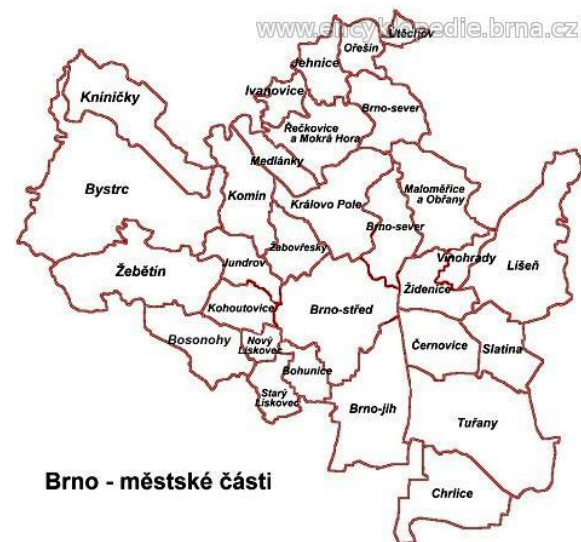 www.encyklopedie.brna.cz
Útěchov
Ořešín
Jehnice
Ivanovice
Kníničky
Brno-sever
Řečkovice
a Mokrá Hora
Medlánky
Bystrc
Komín
Královo Pole
Maloměřice
a Obřany
Brno-sever
Žabovřesky
Vinohrady
Líšeň
Žebětín
Jundrov
Židenice
Kohoutovice
Brno-střed
Bosonohy
Nový
Lískovec
Černovice
Slatina
Bohunice
Starý
Lískovec
Brno-jih
Tuřany
Brno - městské části
Chrlice